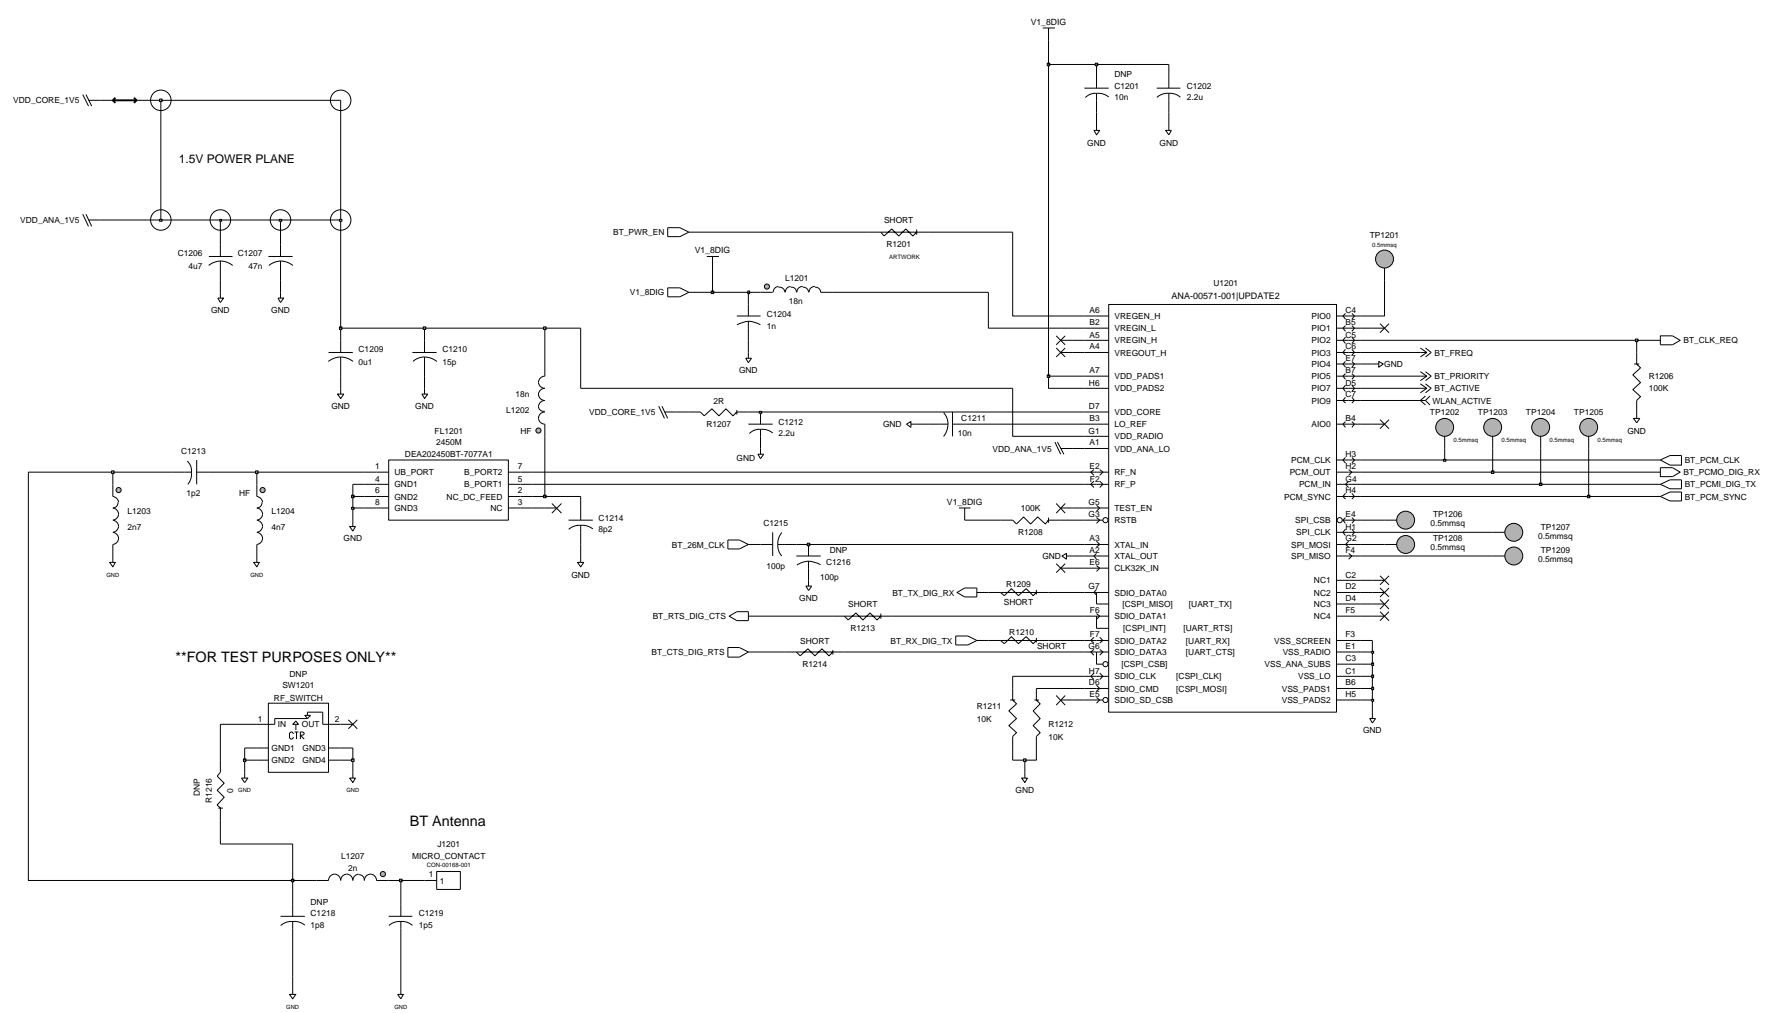 V1_8DIG
DNP
C1201
10n
C1202
2.2u
GND
GND
VDD_CORE_1V5
1.5V POWER PLANE
VDD_ANA_1V5
C1206
4u7
C1207
47n
GND
GND
BT_PWR_EN
SHORT
R1201
ARTWORK
V1_8DIG
V1_8DIG
L1201
18n
C1204
1n
GND
C1209
0u1
C1210
15p
GND
GND
18n
L1202
HF
VDD_CORE_1V5
2R
R1207
C1212
2.2u
GND
GND
C1211
10n
VDD_ANA_1V5
FL1201
2450M
DEA202450BT-7077A1
1 UB_PORT B_PORT2 7
4 GND1 B_PORT1 5
6 GND2 NC_DC_FEED 2
8 GND3 NC 3
GND
C1213
1p2
L1203
2n7
GND
HF
L1204
4n7
GND
C1214
8p2
GND
V1_8DIG
100K
R1208
BT_26M_CLK
C1215
100p
DNP
C1216
100p
GND
GND
BT_TX_DIG_RX
R1209
SHORT
BT_RTS_DIG_CTS
SHORT
R1213
BT_RX_DIG_TX
R1210
SHORT
BT_CTS_DIG_RTS
SHORT
R1214
R1211
10K
R1212
10K
GND
U1201
ANA-00571-001|UPDATE2
A6 VREGEN_H
B2 VREGIN_L
A5 VREGIN_H
A4 VREGOUT_H
A7 VDD_PADS1
H6 VDD_PADS2
D7 VDD_CORE
B3 LO_REF
G1 VDD_RADIO
A1 VDD_ANA_LO
E2 RF_N
F2 RF_P
G5 TEST_EN
G3 RSTB
A3 XTAL_IN
A2 XTAL_OUT
E6 CLK32K_IN
G7 SDIO_DATA0
[CSPI_MISO] [UART_TX]
F6 SDIO_DATA1
[CSPI_INT] [UART_RTS]
F7 SDIO_DATA2 [UART_RX]
G6 SDIO_DATA3 [UART_CTS]
[CSPI_CSB]
H7 SDIO_CLK [CSPI_CLK]
D6 SDIO_CMD [CSPI_MOSI]
E5 SDIO_SD_CSB
PIO0 C4
PIO1 B5
PIO2 C5
PIO3 C6
PIO4 E7
PIO5 B7
PIO7 D5
PIO9 C7
AIO0 B4
PCM_CLK H3
PCM_OUT H2
PCM_IN G4
PCM_SYNC H4
SPI_CSB E4
SPI_CLK H1
SPI_MOSI G2
SPI_MISO F4
NC1 C2
NC2 D2
NC3 D4
NC4 F5
VSS_SCREEN F3
VSS_RADIO E1
VSS_ANA_SUBS C3
VSS_LO C1
VSS_PADS1 B6
VSS_PADS2 H5
GND
TP1201
0.5mmsq
BT_CLK_REQ
BT_FREQ
GND
BT_PRIORITY
BT_ACTIVE
WLAN_ACTIVE
R1206
100K
GND
TP1202
0.5mmsq
TP1203
0.5mmsq
TP1204
0.5mmsq
TP1205
0.5mmsq
BT_PCM_CLK
BT_PCMO_DIG_RX
BT_PCMI_DIG_TX
BT_PCM_SYNC
TP1206
0.5mmsq
TP1207
0.5mmsq
TP1208
0.5mmsq
TP1209
0.5mmsq
**FOR TEST PURPOSES ONLY**
DNP
SW1201
RF_SWITCH
1 IN OUT 2
CTR
GND1 GND3
GND2 GND4
GND
GND
DNP
R1216
0
BT Antenna
J1201
MICRO_CONTACT
CON-00168-001
1
1
L1207
2n
DNP
C1218
1p8
C1219
1p5
GND
GND